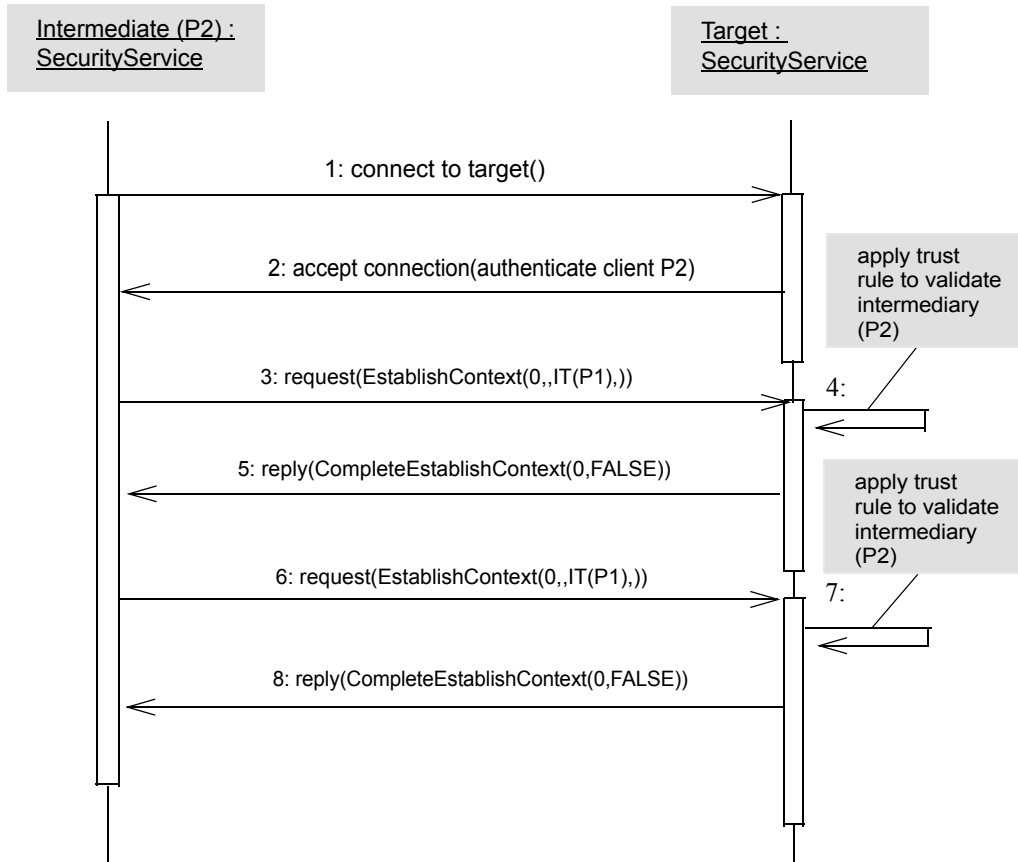 Intermediate (P2) :
SecurityService
Target :
SecurityService
1: connect to target()
2: accept connection(authenticate client P2)
apply trust
rule to validate
intermediary
(P2)
3: request(EstablishContext(0,,IT(P1),))
4:
5: reply(CompleteEstablishContext(0,FALSE))
apply trust
rule to validate
intermediary
(P2)
6: request(EstablishContext(0,,IT(P1),))
7:
8: reply(CompleteEstablishContext(0,FALSE))